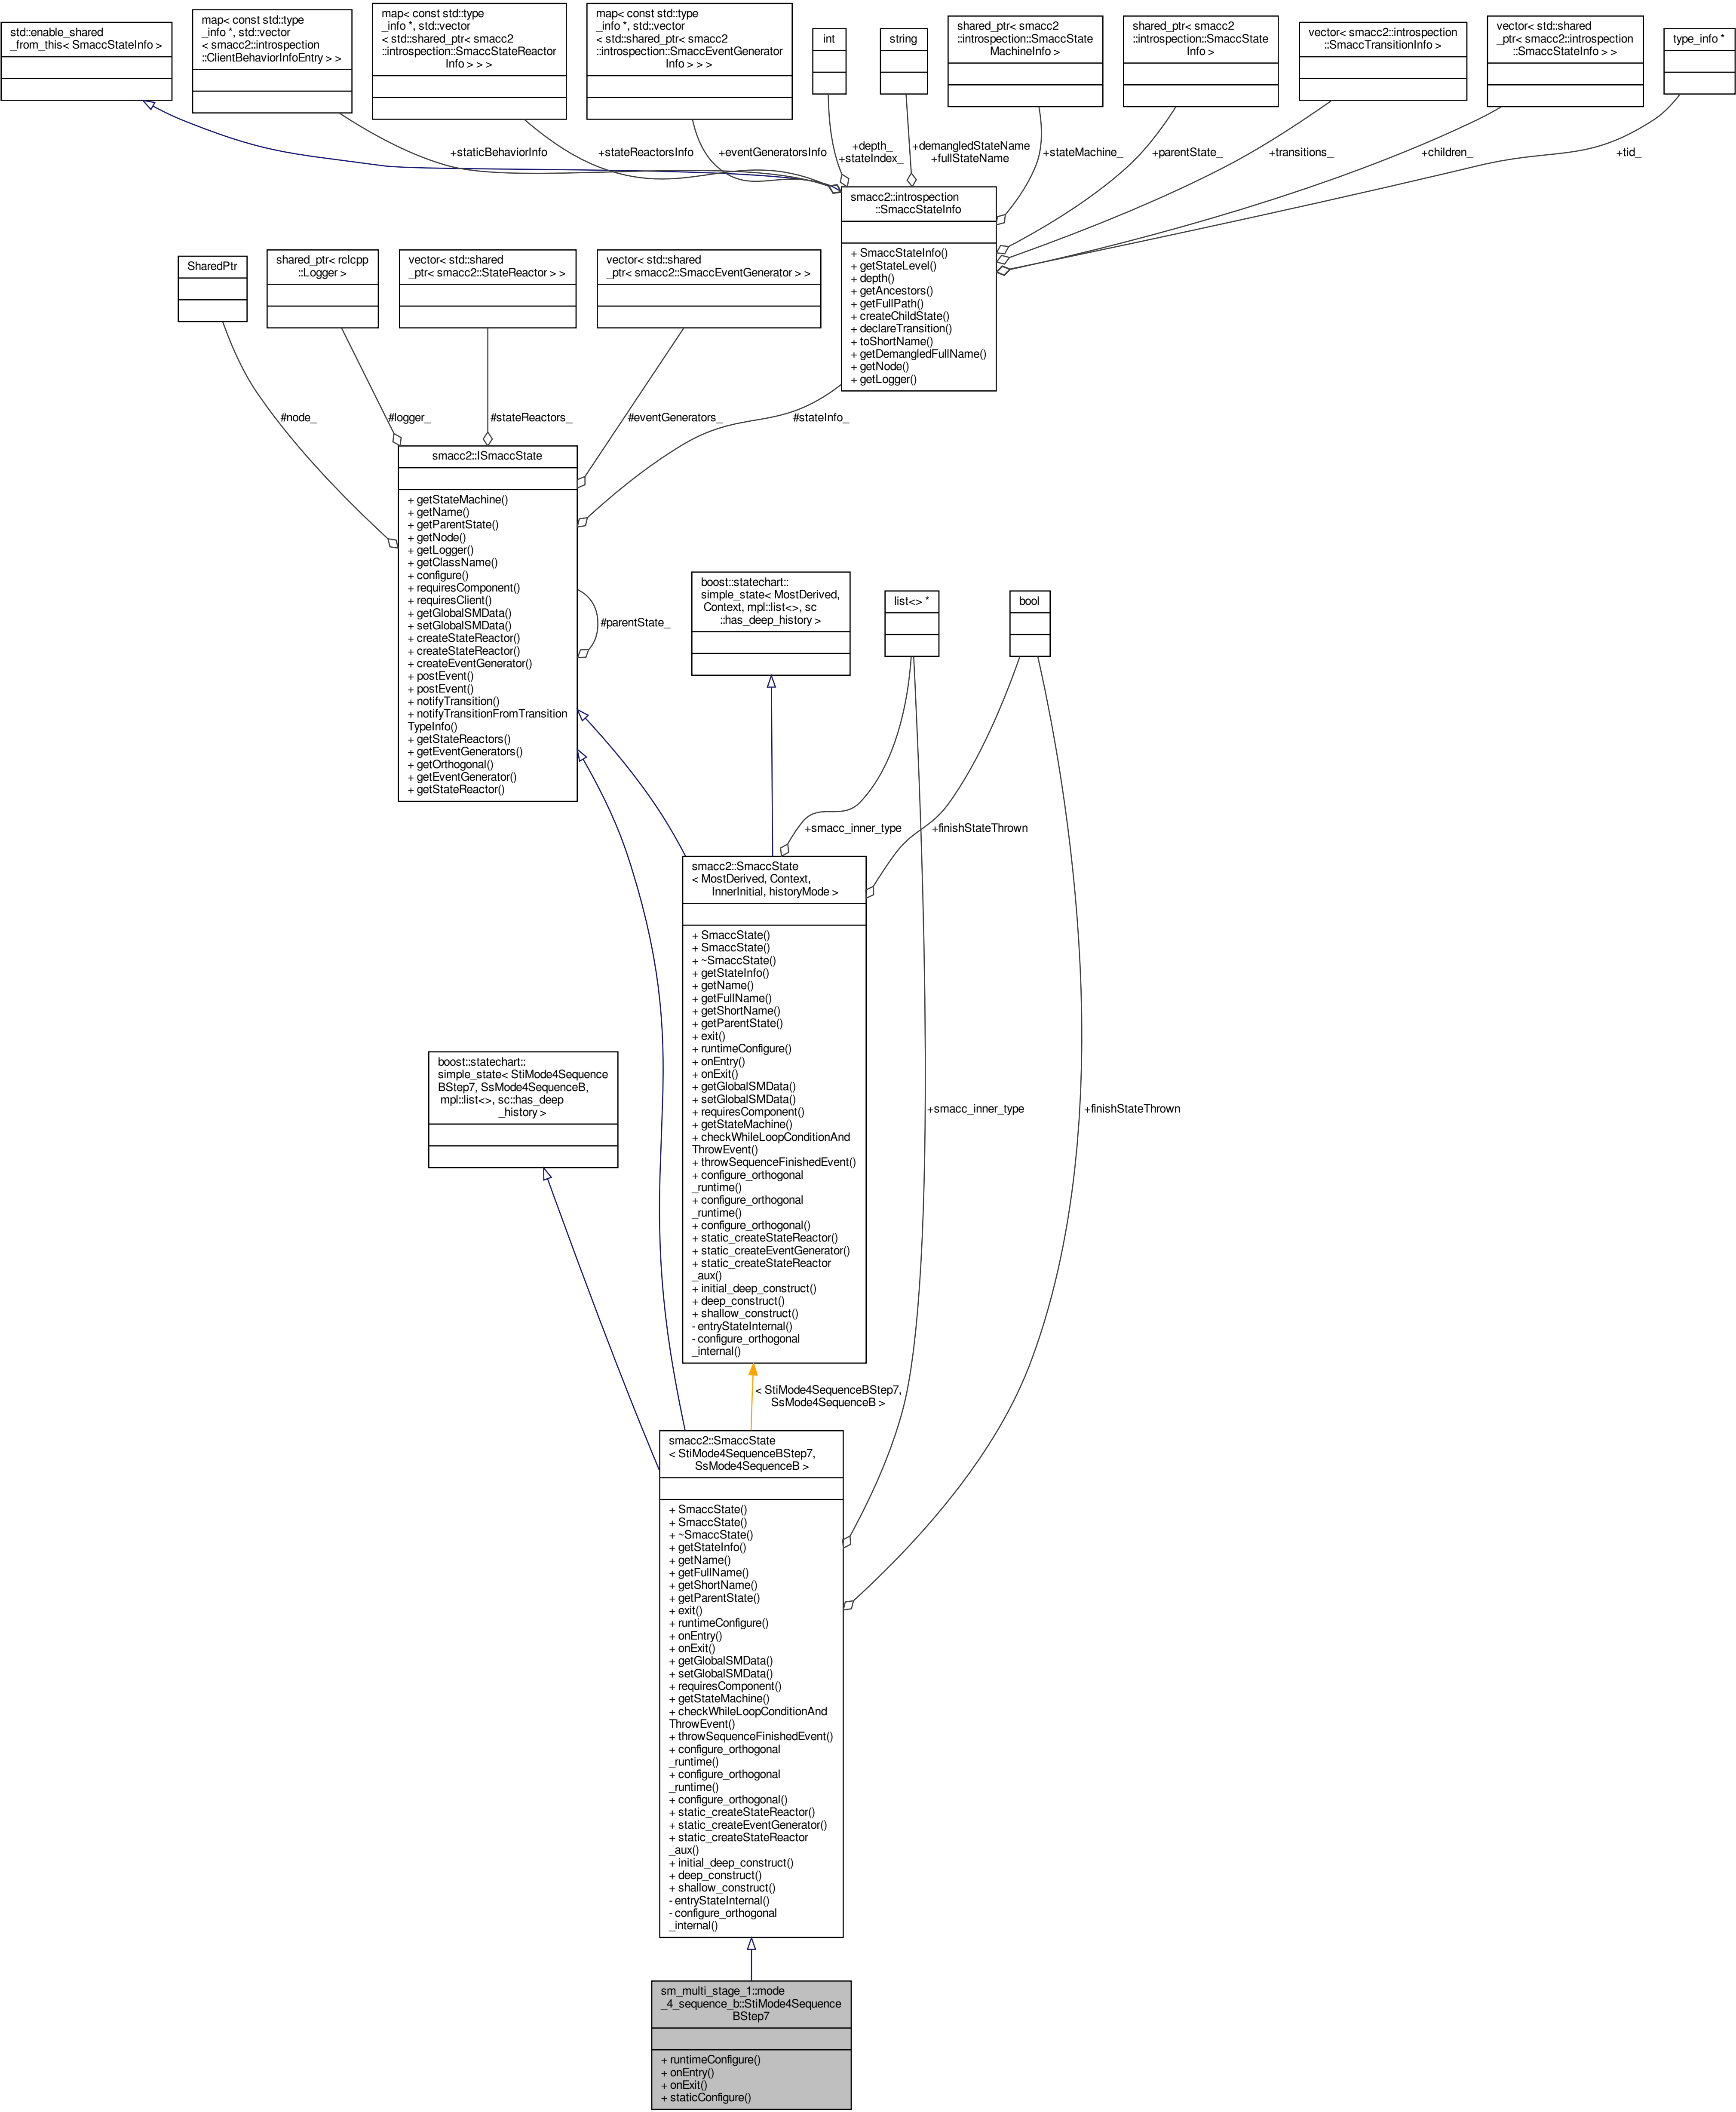 std::enable_shared
_from_this< SmaccStateInfo >
map< const std::type
_info *, std::vector
< smacc2::introspection
::ClientBehaviorInfoEntry > >
map< const std::type
_info *, std::vector
< std::shared_ptr< smacc2
::introspection::SmaccStateReactor
Info > > >
map< const std::type
_info *, std::vector
< std::shared_ptr< smacc2
::introspection::SmaccEventGenerator
Info > > >
int
string
shared_ptr< smacc2
::introspection::SmaccState
MachineInfo >
shared_ptr< smacc2
::introspection::SmaccState
Info >
vector< smacc2::introspection
::SmaccTransitionInfo >
vector< std::shared
_ptr< smacc2::introspection
::SmaccStateInfo > >
type_info *
+staticBehaviorInfo
+stateReactorsInfo
+eventGeneratorsInfo
+depth_
+stateIndex_
+demangledStateName
+fullStateName
+stateMachine_
+parentState_
+transitions_
+children_
+tid_
smacc2::introspection
::SmaccStateInfo
+ SmaccStateInfo()
+ getStateLevel()
+ depth()
+ getAncestors()
+ getFullPath()
+ createChildState()
+ declareTransition()
+ toShortName()
+ getDemangledFullName()
+ getNode()
+ getLogger()
SharedPtr
shared_ptr< rclcpp
::Logger >
vector< std::shared
_ptr< smacc2::StateReactor > >
vector< std::shared
_ptr< smacc2::SmaccEventGenerator > >
#node_
#logger_
#stateReactors_
#eventGenerators_
#stateInfo_
smacc2::ISmaccState
+ getStateMachine()
+ getName()
+ getParentState()
+ getNode()
+ getLogger()
+ getClassName()
+ configure()
+ requiresComponent()
+ requiresClient()
+ getGlobalSMData()
+ setGlobalSMData()
+ createStateReactor()
+ createStateReactor()
+ createEventGenerator()
+ postEvent()
+ postEvent()
+ notifyTransition()
+ notifyTransitionFromTransition
TypeInfo()
+ getStateReactors()
+ getEventGenerators()
+ getOrthogonal()
+ getEventGenerator()
+ getStateReactor()
#parentState_
boost::statechart::
simple_state< MostDerived,
Context, mpl::list<>, sc
::has_deep_history >
list<> *
bool
+smacc_inner_type
+finishStateThrown
smacc2::SmaccState
< MostDerived, Context,
InnerInitial, historyMode >
+ SmaccState()
+ SmaccState()
+ ~SmaccState()
+ getStateInfo()
+ getName()
+ getFullName()
+ getShortName()
+ getParentState()
+ exit()
+ runtimeConfigure()
+ onEntry()
+ onExit()
+ getGlobalSMData()
+ setGlobalSMData()
+ requiresComponent()
+ getStateMachine()
+ checkWhileLoopConditionAnd
ThrowEvent()
+ throwSequenceFinishedEvent()
+ configure_orthogonal
_runtime()
+ configure_orthogonal
_runtime()
+ configure_orthogonal()
+ static_createStateReactor()
+ static_createEventGenerator()
+ static_createStateReactor
_aux()
+ initial_deep_construct()
+ deep_construct()
+ shallow_construct()
- entryStateInternal()
- configure_orthogonal
_internal()
boost::statechart::
simple_state< StiMode4Sequence
BStep7, SsMode4SequenceB,
mpl::list<>, sc::has_deep
_history >
+smacc_inner_type
+finishStateThrown
< StiMode4SequenceBStep7,
SsMode4SequenceB >
smacc2::SmaccState
< StiMode4SequenceBStep7,
SsMode4SequenceB >
+ SmaccState()
+ SmaccState()
+ ~SmaccState()
+ getStateInfo()
+ getName()
+ getFullName()
+ getShortName()
+ getParentState()
+ exit()
+ runtimeConfigure()
+ onEntry()
+ onExit()
+ getGlobalSMData()
+ setGlobalSMData()
+ requiresComponent()
+ getStateMachine()
+ checkWhileLoopConditionAnd
ThrowEvent()
+ throwSequenceFinishedEvent()
+ configure_orthogonal
_runtime()
+ configure_orthogonal
_runtime()
+ configure_orthogonal()
+ static_createStateReactor()
+ static_createEventGenerator()
+ static_createStateReactor
_aux()
+ initial_deep_construct()
+ deep_construct()
+ shallow_construct()
- entryStateInternal()
- configure_orthogonal
_internal()
sm_multi_stage_1::mode
_4_sequence_b::StiMode4Sequence
BStep7
+ runtimeConfigure()
+ onEntry()
+ onExit()
+ staticConfigure()